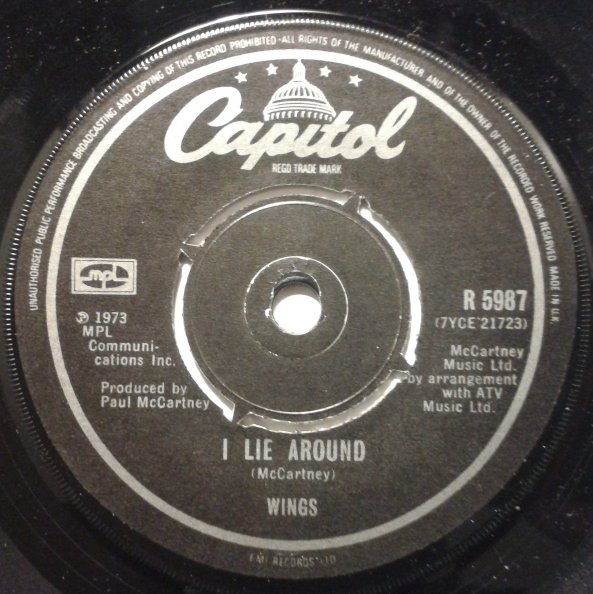 UNAUTHORISED PUBLIC PERFORMANCE BROADCASTING AND COPYING OF THIS RECORD PROHIBITED-ALL RIGHTS OF THE MANUFACTURER AND OF THE OWNER OF THE RECORDED WORK RESERVED MADE IN U.K.
Capitol
REGD TRADE MARK
mpl
R 5987
(7YCE 21723)
℗ 1973
MPL
Communi-
cations Inc.
Produced by
Paul McCartney
McCartney
Music Ltd.
by arrangement
with ATV
Music Ltd.
I LIE AROUND
(McCartney)
WINGS
EMI RECORDS LTD